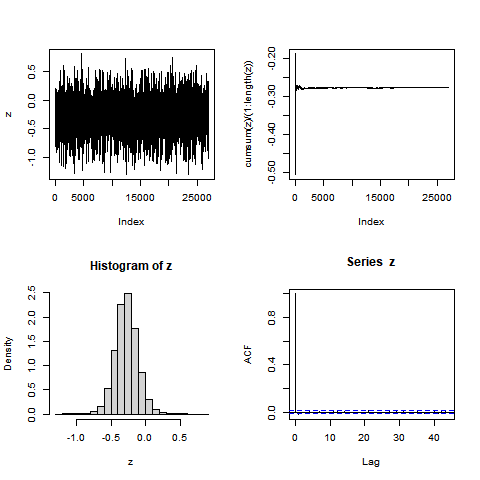 z
0.5
0.0
-0.5
-1.0
0 5000 15000 25000
Index
cumsum(z)/(1:length(z))
-0.20
-0.30
-0.40
-0.50
0 5000 15000 25000
Index
Histogram of z
Density
2.5
2.0
1.5
1.0
0.5
0.0
-1.0 -0.5 0.0 0.5
z
Series z
ACF
0.8
0.4
0.0
0 10 20 30 40
Lag